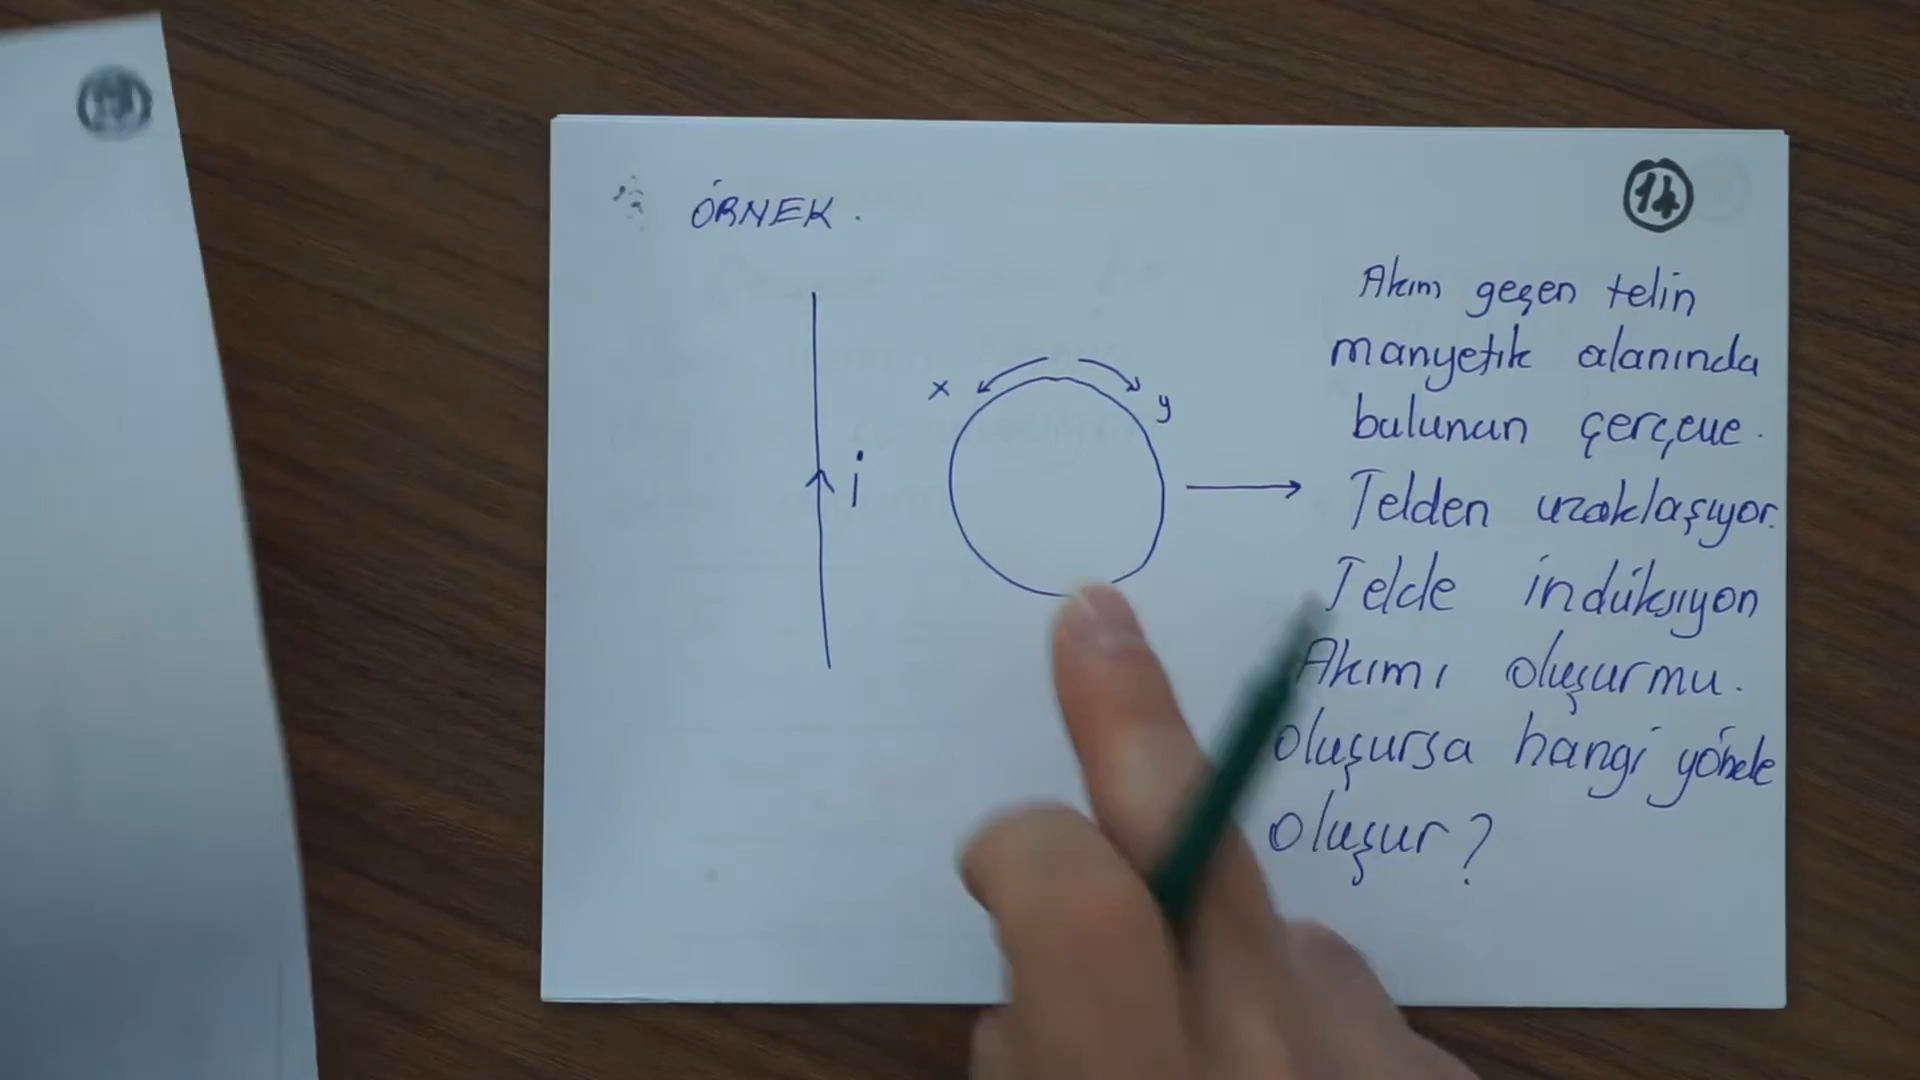 ÖRNEK.
14
x
y
i
Akım geçen telin
manyetik alanında
bulunan çerçeve.
Telden uzaklaşıyor.
Telde indüksiyon
Akımı oluşurmu.
oluşursa hangi yönde
oluşur?